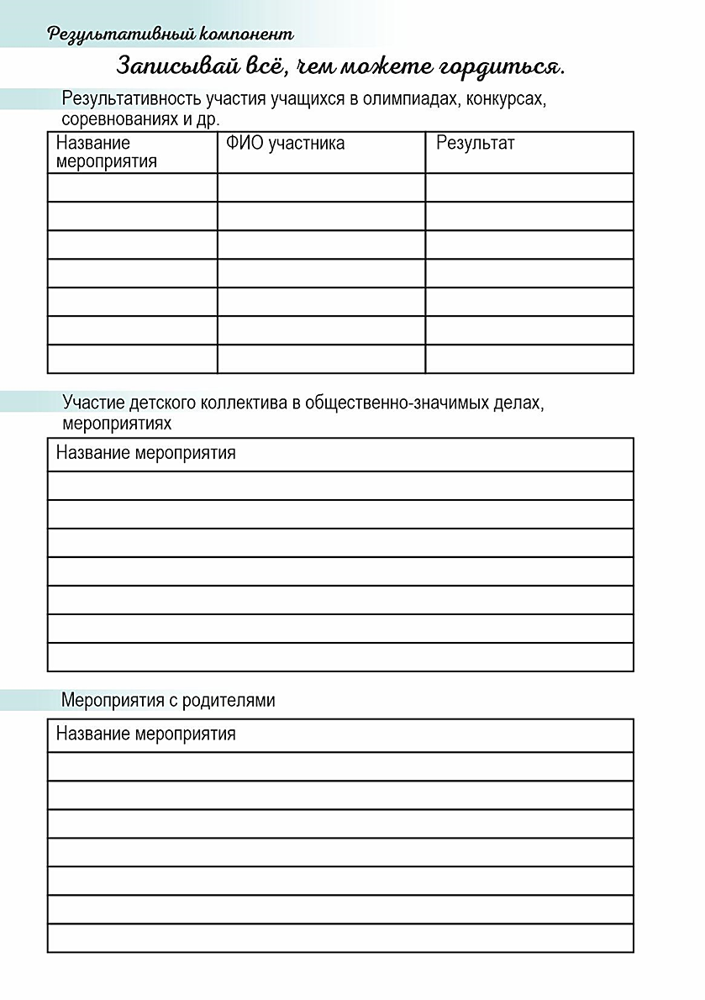 Результативный компонент
Записывай всё, чем можете гордиться.
Результативность участия учащихся в олимпиадах, конкурсах,
соревнованиях и др.
Название
мероприятия
ФИО участника
Результат
Участие детского коллектива в общественно-значимых делах,
мероприятиях
Название мероприятия
Мероприятия с родителями
Название мероприятия